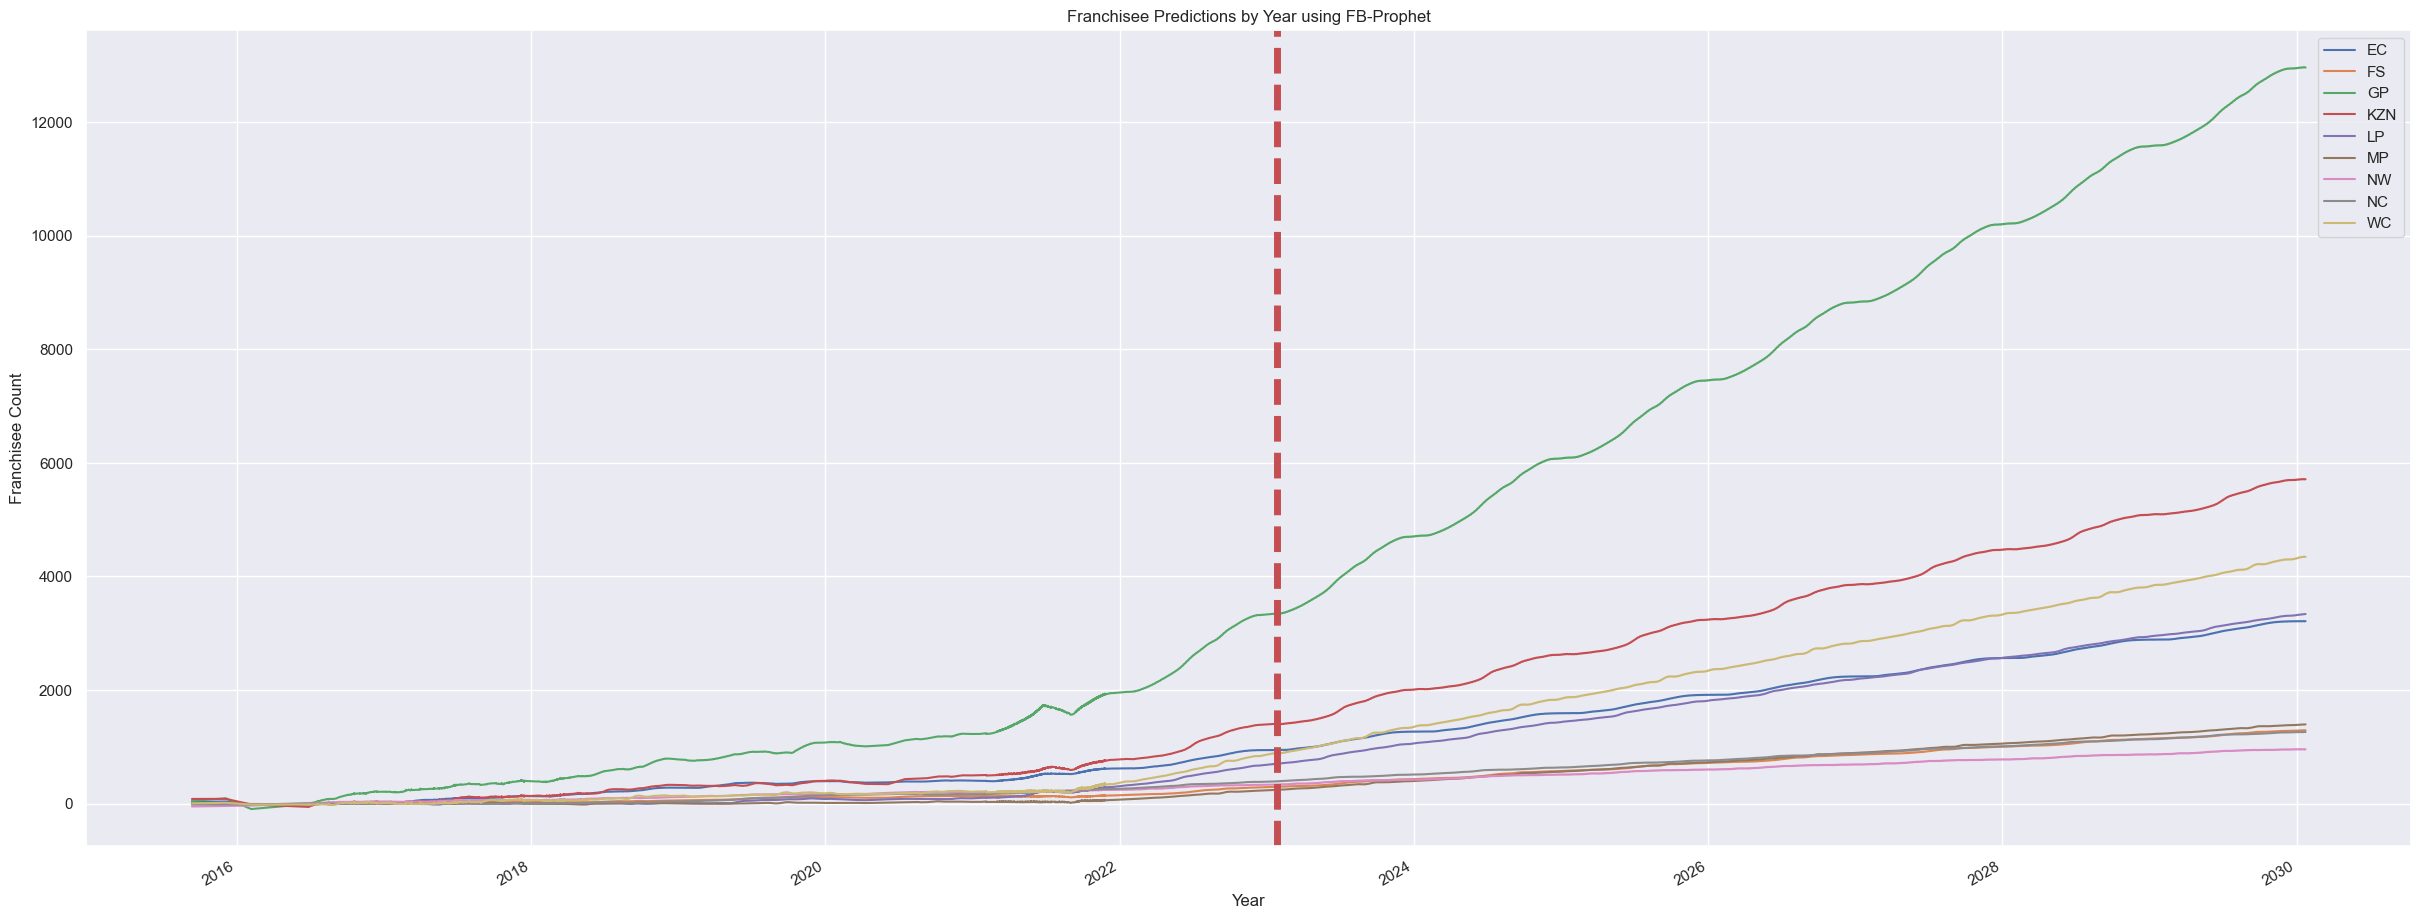 Franchisee Predictions by Year using FB-Prophet
EC
FS
GP
KZN
LP
MP
NW
NC
WC
12000
10000
8000
6000
4000
2000
0
Franchisee Count
2016
2018
2020
2022
2024
2026
2028
2030
Year